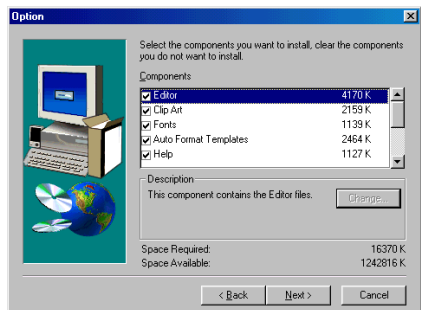 Option
Select the components you want to install, clear the components
you do not want to install.
Components
Editor 4170 K
Clip Art 2159 K
Fonts 1139 K
Auto Format Templates 2464 K
Help 1127 K
Description
This component contains the Editor files.
Change...
Space Required: 16370 K
Space Available: 1242816 K
< Back Next > Cancel